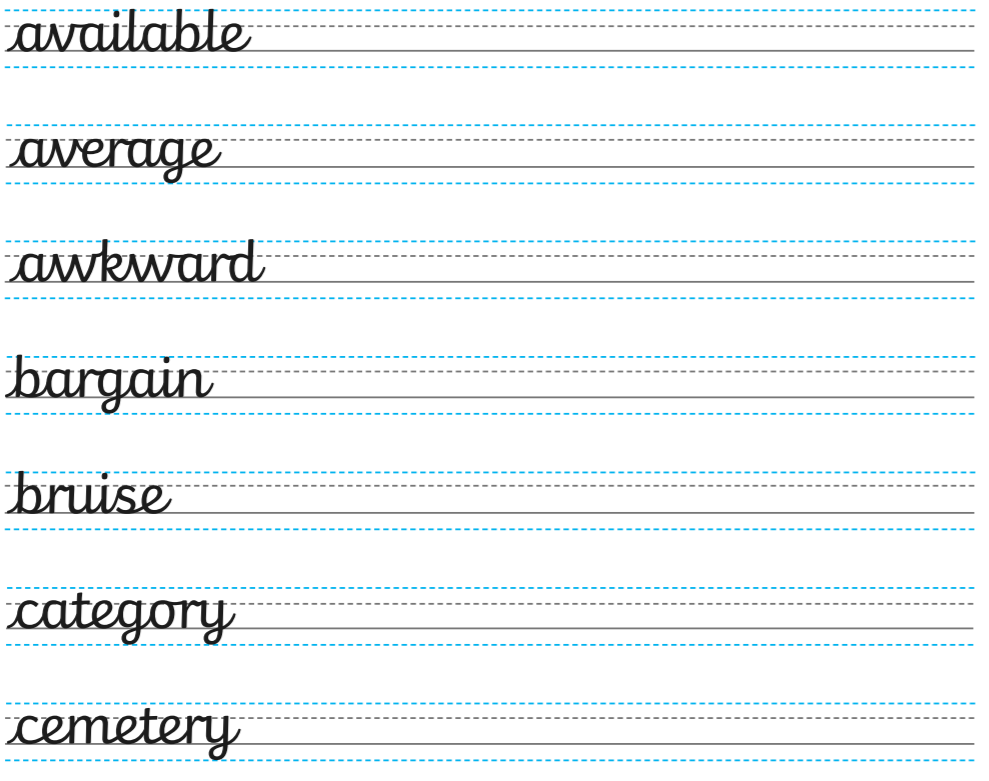 available
average
awkward
bargain
bruise
category
cemetery